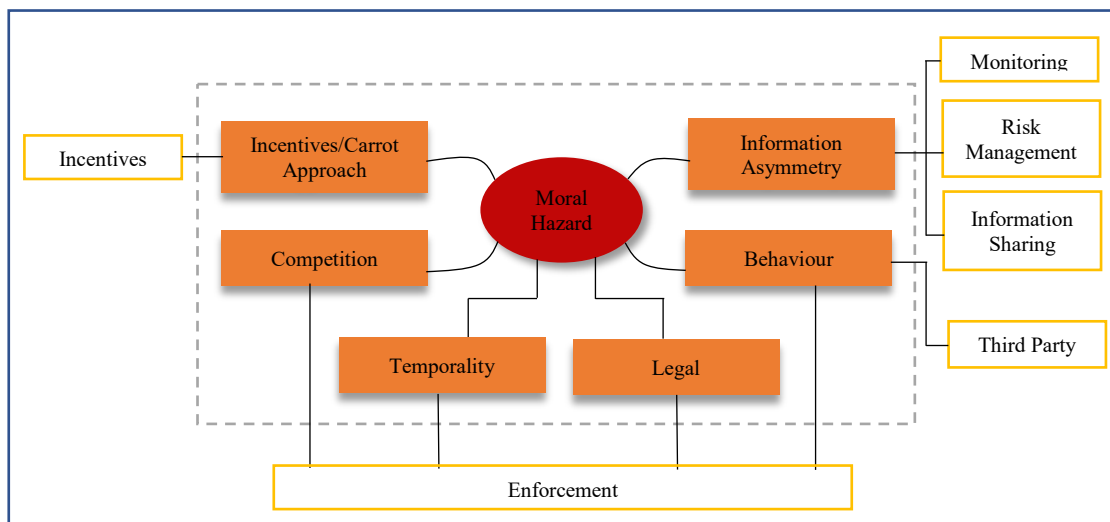 Monitoring
Incentives/Carrot
Approach
Information
Asymmetry
Risk
Management
Incentives
Moral
Hazard
Information
Sharing
Competition
Behaviour
Third Party
Temporality
Legal
Enforcement